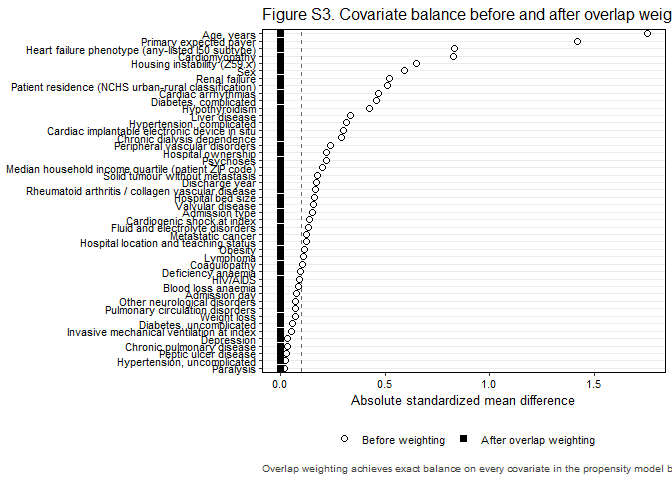 Figure S3. Covariate balance before and after overlap weig
Age, years
Primary expected payer
Heart failure phenotype (any-listed I50 subtype)
Cardiomyopathy
Housing instability (Z59.x)
Sex
Renal failure
Patient residence (NCHS urban-rural classification)
Cardiac arrhythmias
Diabetes, complicated
Hypothyroidism
Liver disease
Hypertension, complicated
Cardiac implantable electronic device in situ
Chronic dialysis dependence
Peripheral vascular disorders
Hospital ownership
Psychoses
Median household income quartile (patient ZIP code)
Solid tumour without metastasis
Discharge year
Rheumatoid arthritis / collagen vascular disease
Hospital bed size
Valvular disease
Admission type
Cardiogenic shock at index
Fluid and electrolyte disorders
Metastatic cancer
Hospital location and teaching status
Obesity
Lymphoma
Coagulopathy
Deficiency anaemia
HIV/AIDS
Blood loss anaemia
Admission day
Other neurological disorders
Pulmonary circulation disorders
Weight loss
Diabetes, uncomplicated
Invasive mechanical ventilation at index
Depression
Chronic pulmonary disease
Peptic ulcer disease
Hypertension, uncomplicated
Paralysis
0.0 0.5 1.0 1.5
Absolute standardized mean difference
Before weighting After overlap weighting
Overlap weighting achieves exact balance on every covariate in the propensity model b